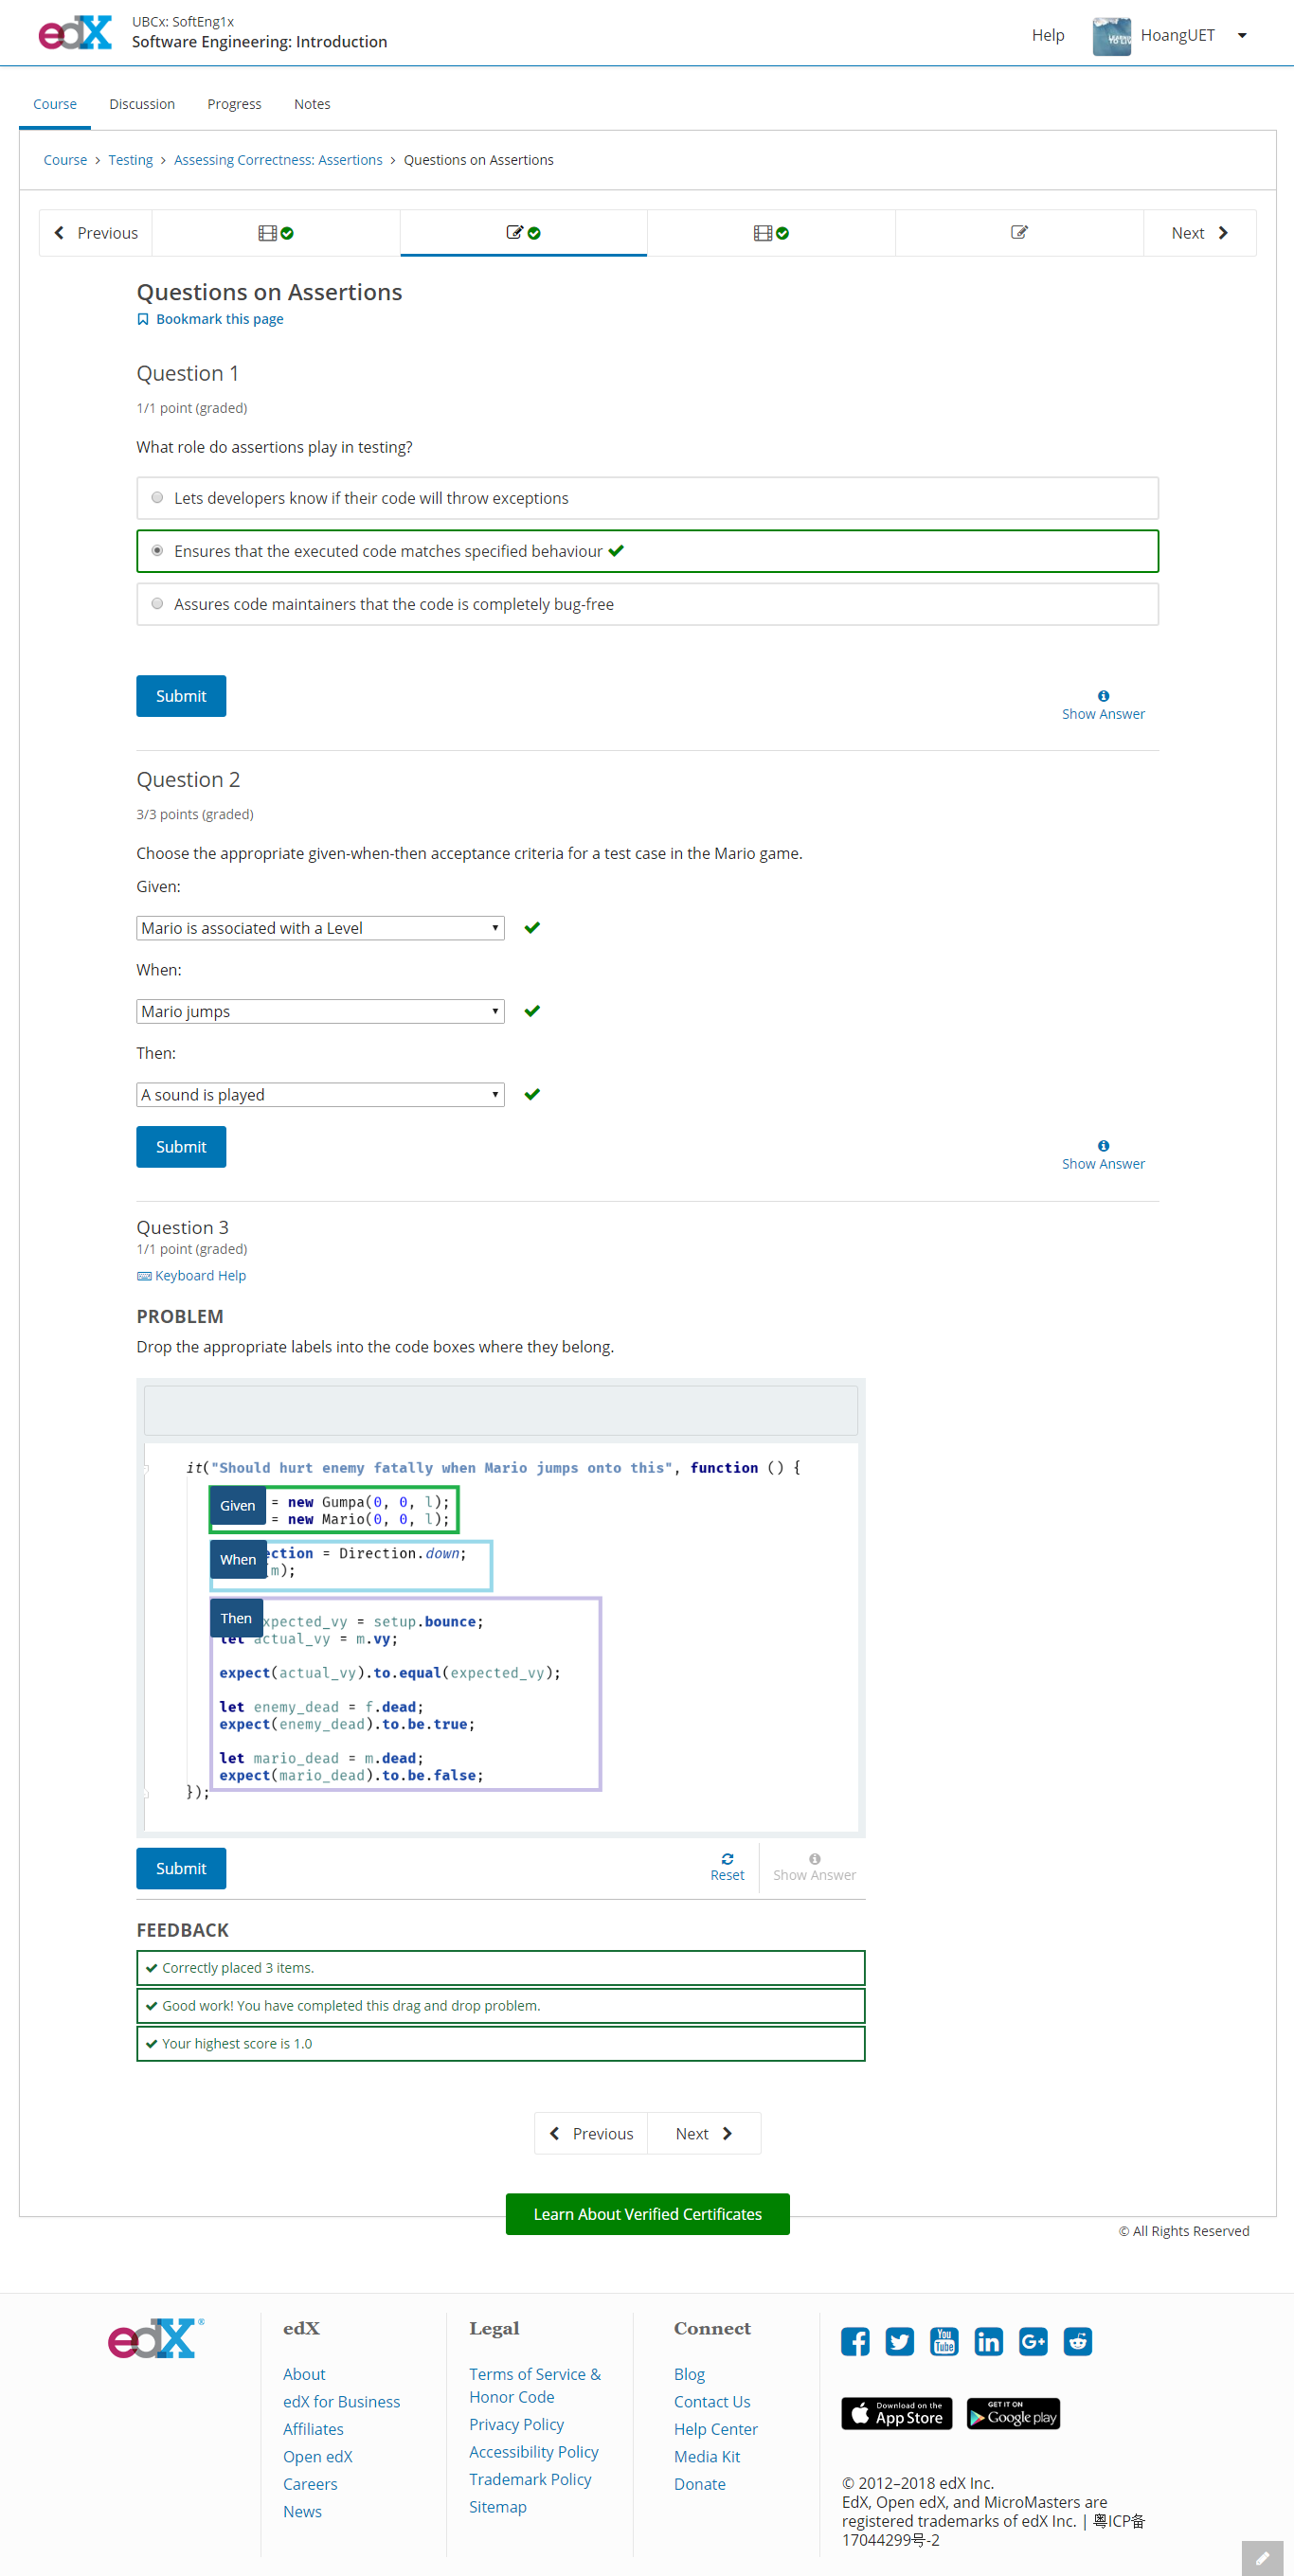 edX
UBCx: SoftEng1x
Software Engineering: Introduction
Help
HoangUET
Course
Discussion
Progress
Notes
Course > Testing > Assessing Correctness: Assertions > Questions on Assertions
Previous
Next
Questions on Assertions
Bookmark this page
Question 1
1/1 point (graded)
What role do assertions play in testing?
Lets developers know if their code will throw exceptions
Ensures that the executed code matches specified behaviour
Assures code maintainers that the code is completely bug-free
Submit
Show Answer
Question 2
3/3 points (graded)
Choose the appropriate given-when-then acceptance criteria for a test case in the Mario game.
Given:
Mario is associated with a Level
When:
Mario jumps
Then:
A sound is played
Submit
Show Answer
Question 3
1/1 point (graded)
Keyboard Help
PROBLEM
Drop the appropriate labels into the code boxes where they belong.
it("Should hurt enemy fatally when Mario jumps onto this", function () {
Given
= new Gumpa(0, 0, l);
= new Mario(0, 0, l);
When
ection = Direction.down;
(m);
Then
xpected_vy = setup.bounce;
let actual_vy = m.vy;
expect(actual_vy).to.equal(expected_vy);
let enemy_dead = f.dead;
expect(enemy_dead).to.be.true;
let mario_dead = m.dead;
expect(mario_dead).to.be.false;
});
Submit
Reset
Show Answer
FEEDBACK
Correctly placed 3 items.
Good work! You have completed this drag and drop problem.
Your highest score is 1.0
Previous
Next
Learn About Verified Certificates
© All Rights Reserved
edX®
edX
About
edX for Business
Affiliates
Open edX
Careers
News
Legal
Terms of Service &
Honor Code
Privacy Policy
Accessibility Policy
Trademark Policy
Sitemap
Connect
Blog
Contact Us
Help Center
Media Kit
Donate
You
Tube
in
G+
Download on the
App Store
GET IT ON
Google play
© 2012–2018 edX Inc.
EdX, Open edX, and MicroMasters are
registered trademarks of edX Inc. | 粤ICP备
17044299号-2